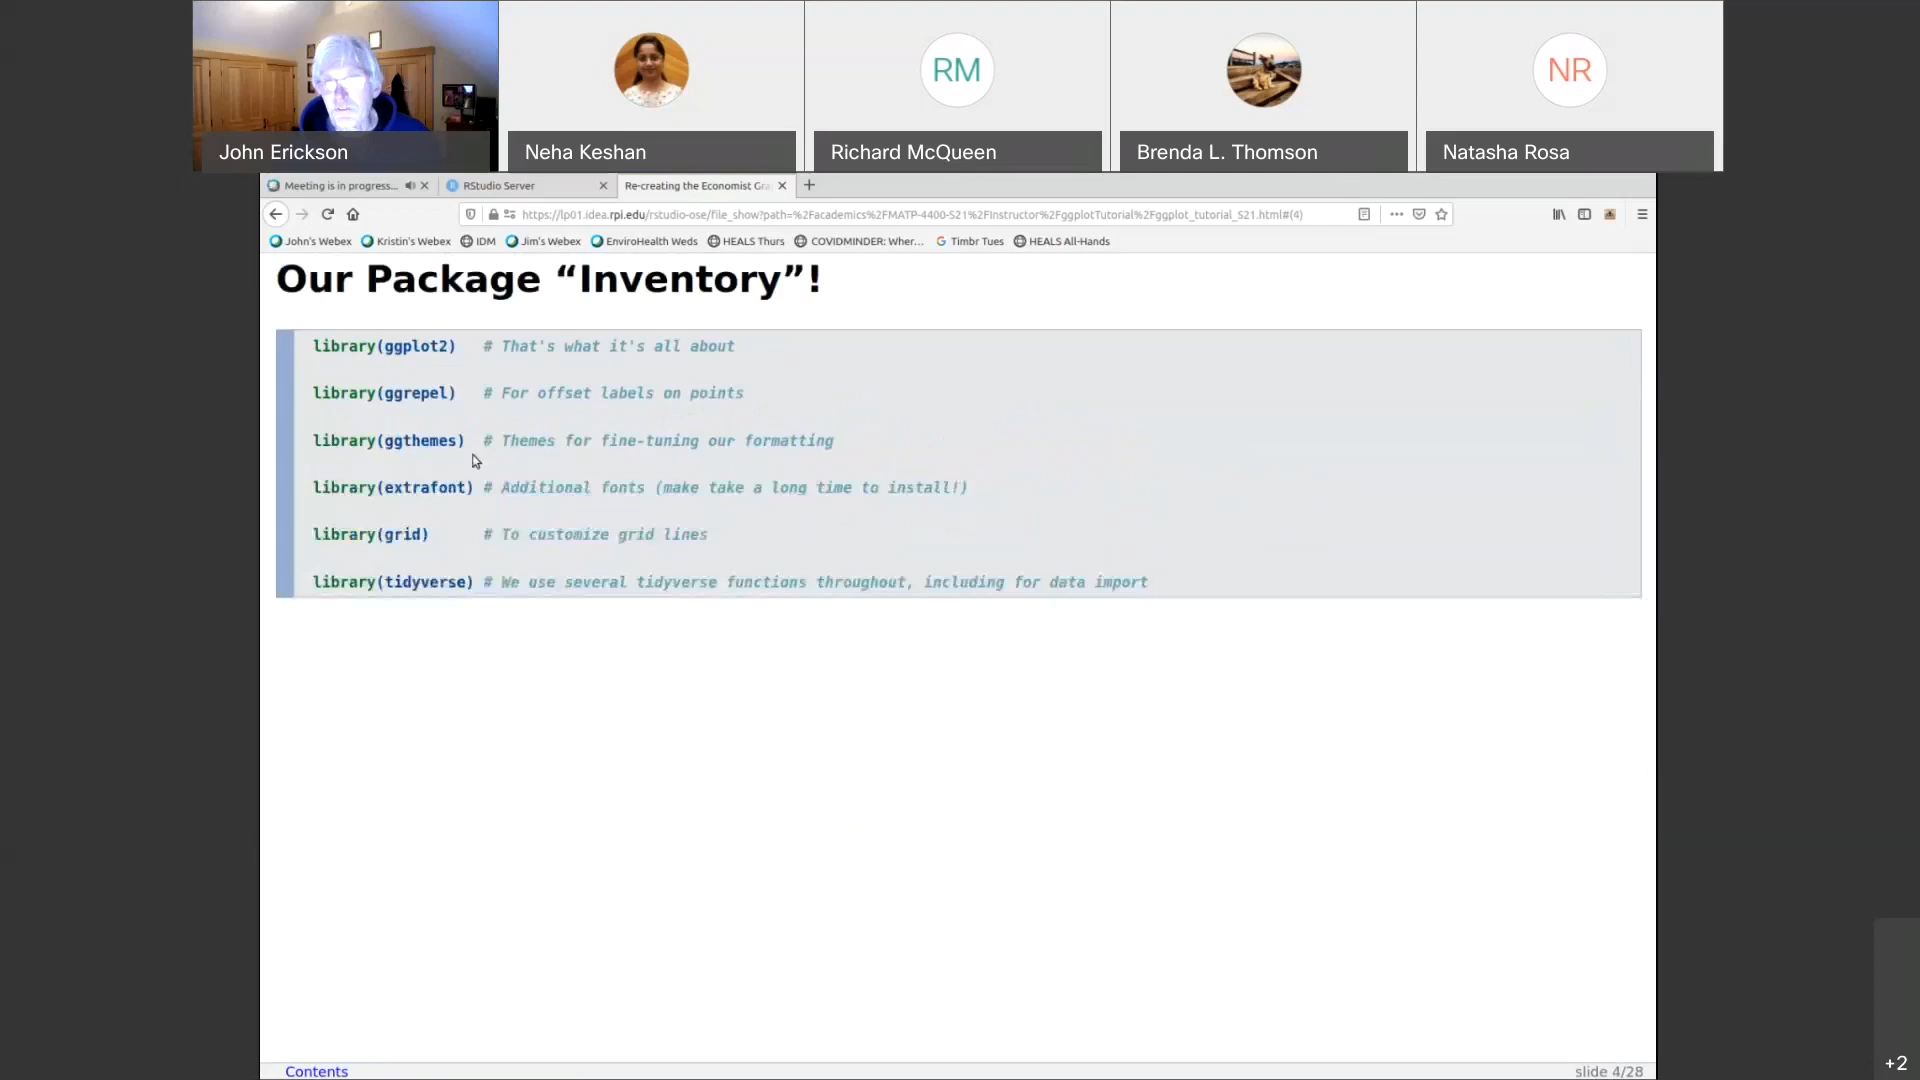 RM
NR
John Erickson
Neha Keshan
Richard McQueen
Brenda L. Thomson
Natasha Rosa
Meeting is in progress...
RStudio Server
Re-creating the Economist Gra
https://lp01.idea.rpi.edu/rstudio-ose/file_show?path=%2Facademics%2FMATP-4400-S21%2FInstructor%2FggplotTutorial%2Fggplot_tutorial_S21.html#(4)
John's Webex Kristin's Webex IDM Jim's Webex EnviroHealth Weds HEALS Thurs COVIDMINDER: Wher... Timbr Tues HEALS All-Hands
Our Package “Inventory”!
library(ggplot2) # That's what it's all about
library(ggrepel) # For offset labels on points
library(ggthemes) # Themes for fine-tuning our formatting
library(extrafont) # Additional fonts (make take a long time to install!)
library(grid) # To customize grid lines
library(tidyverse) # We use several tidyverse functions throughout, including for data import
Contents
slide 4/28
+2